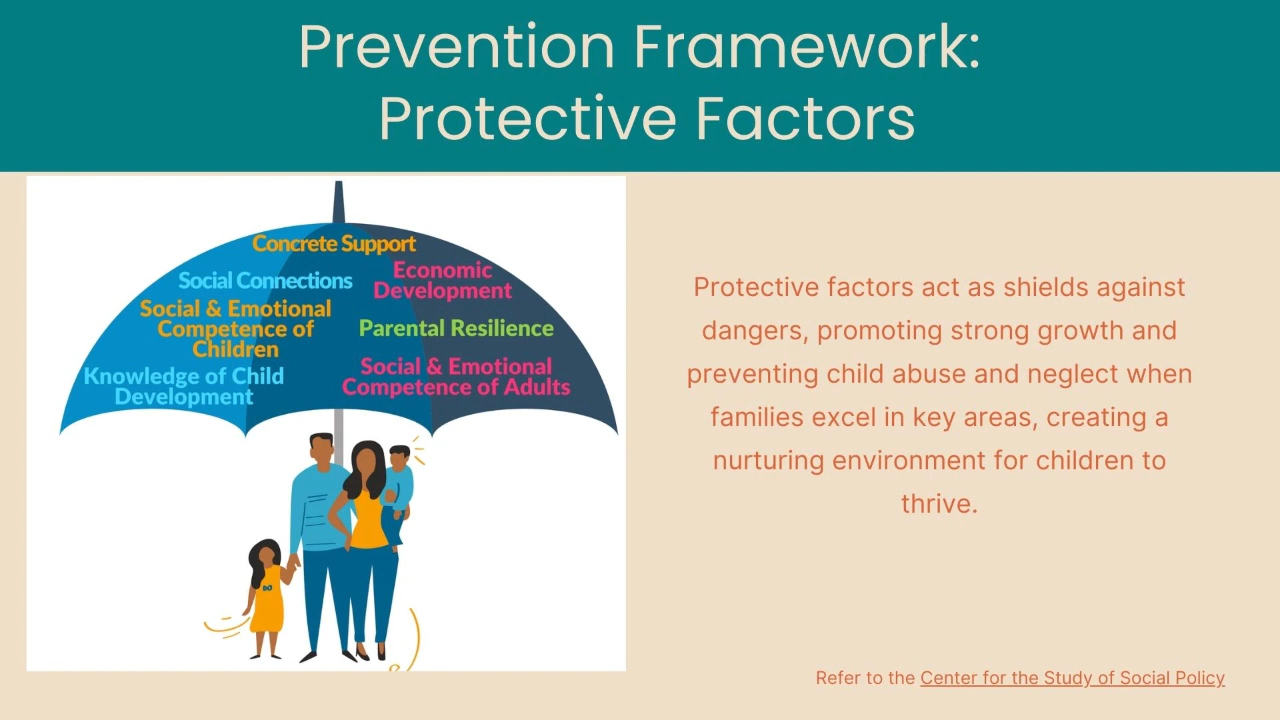 Prevention Framework:
Protective Factors
Concrete Support
Social Connections
Economic
Development
Social & Emotional
Competence of
Children
Parental Resilience
Knowledge of Child
Development
Social & Emotional
Competence of Adults
Protective factors act as shields against
dangers, promoting strong growth and
preventing child abuse and neglect when
families excel in key areas, creating a
nurturing environment for children to
thrive.
Refer to the Center for the Study of Social Policy